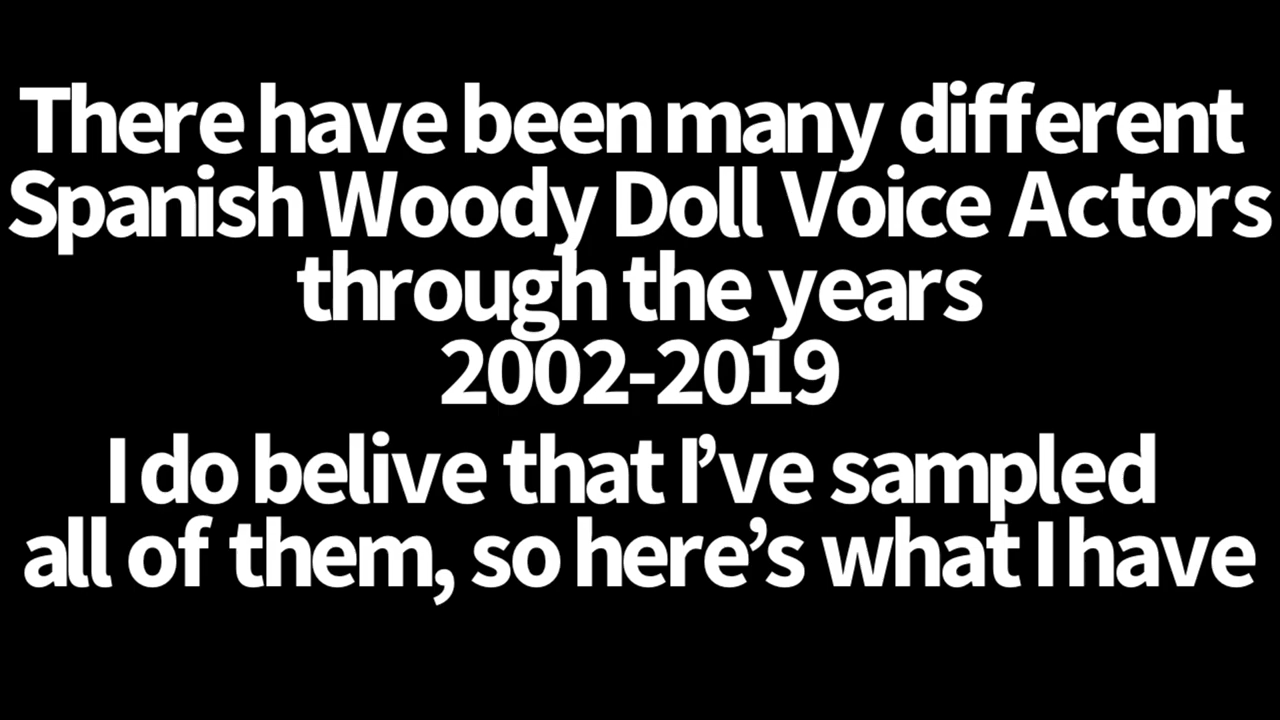 There have been many different
Spanish Woody Doll Voice Actors
through the years
2002-2019
I do belive that I’ve sampled
all of them, so here’s what I have